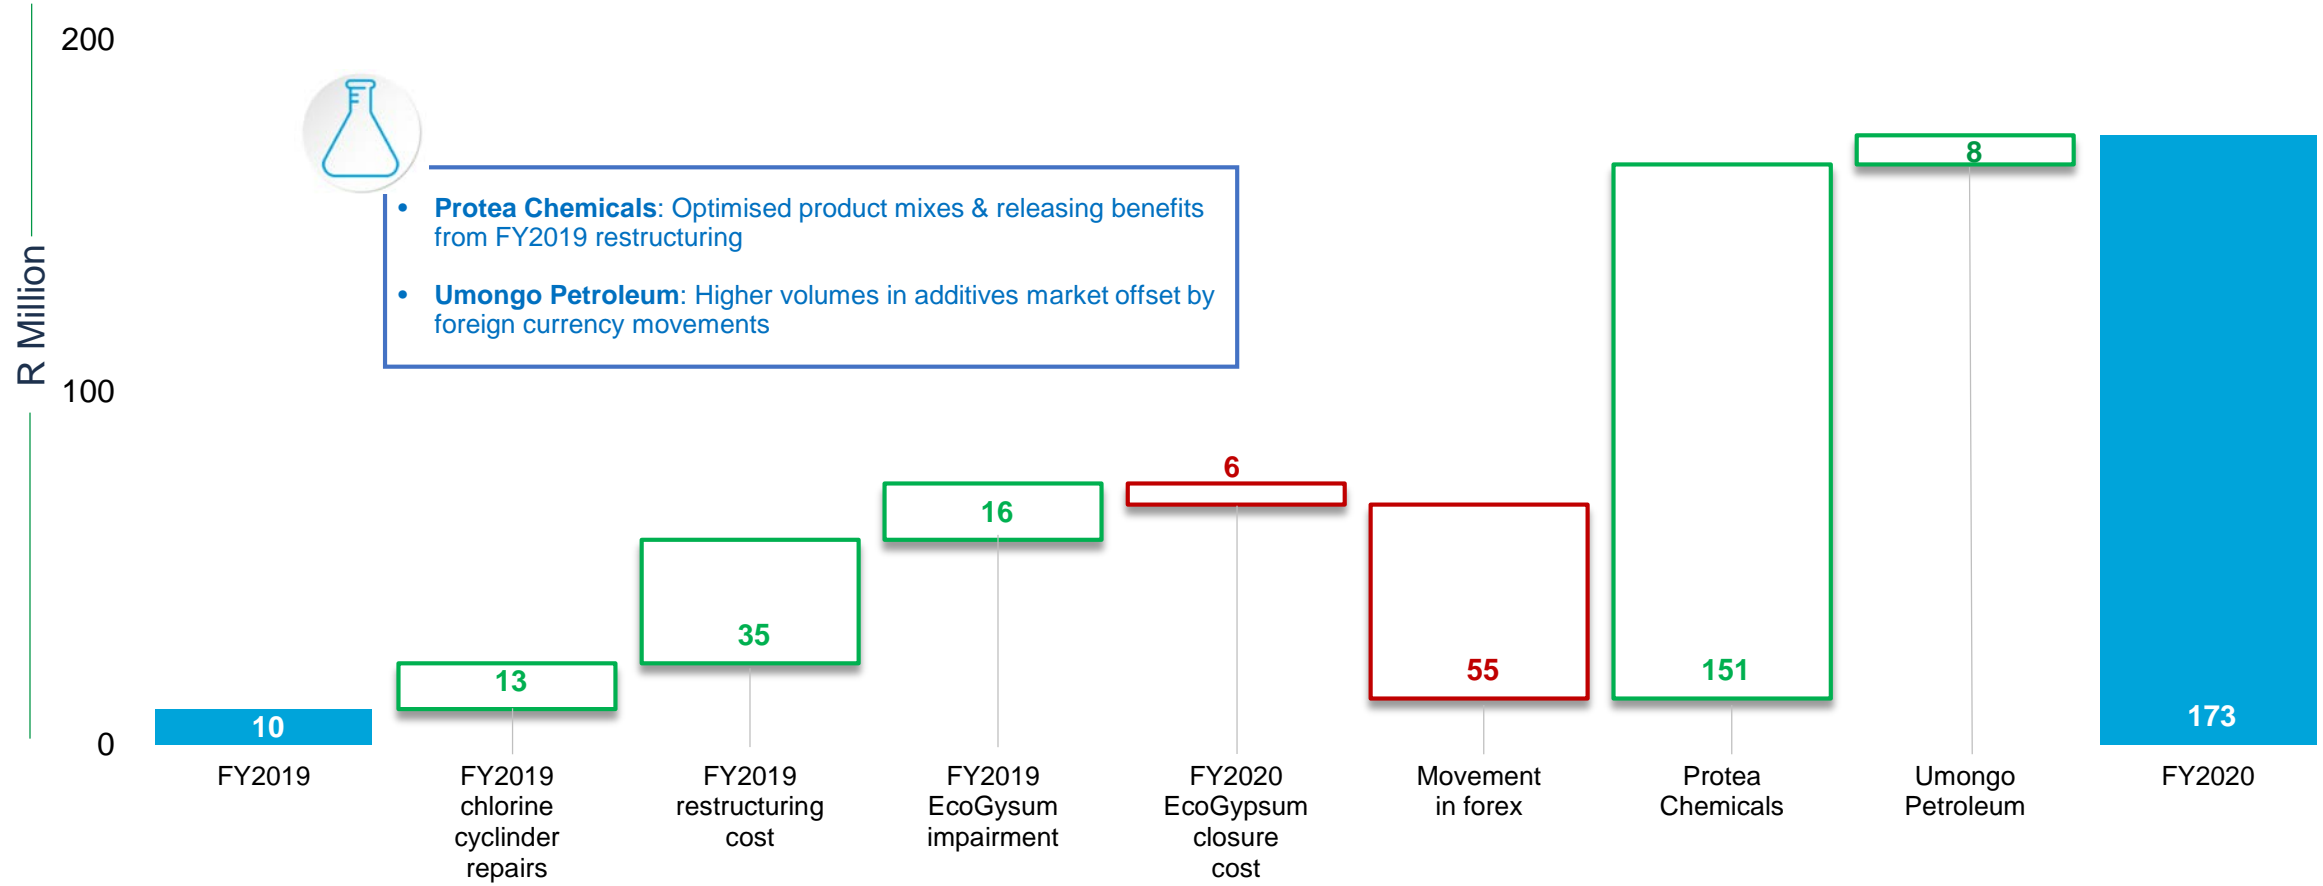 200
R Million
100
0
• Protea Chemicals: Optimised product mixes & releasing benefits
from FY2019 restructuring
• Umongo Petroleum: Higher volumes in additives market offset by
foreign currency movements
10
13
35
16
6
55
151
8
173
FY2019
FY2019
chlorine
cyclinder
repairs
FY2019
restructuring
cost
FY2019
EcoGysum
impairment
FY2020
EcoGypsum
closure
cost
Movement
in forex
Protea
Chemicals
Umongo
Petroleum
FY2020